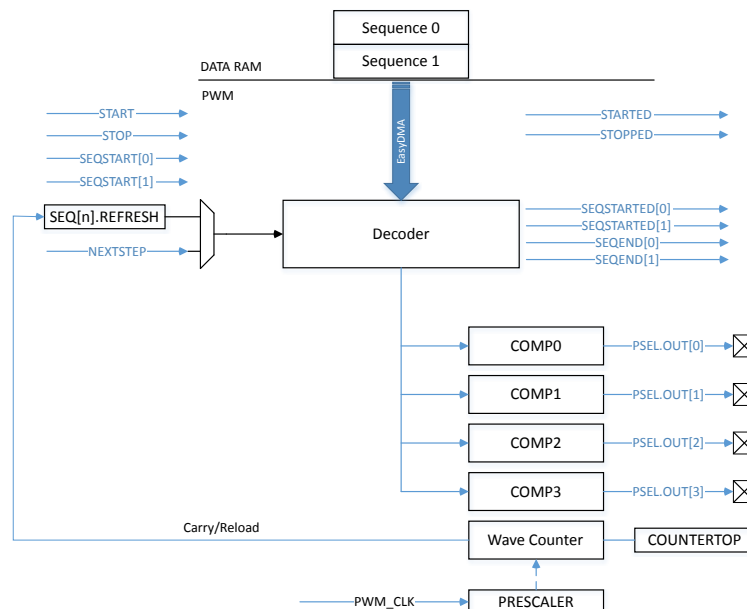 Sequence 0
Sequence 1
DATA RAM
PWM
START
STOP
SEQSTART[0]
SEQSTART[1]
EasyDMA
STARTED
STOPPED
SEQ[n].REFRESH
NEXTSTEP
Decoder
SEQSTARTED[0]
SEQSTARTED[1]
SEQEND[0]
SEQEND[1]
COMP0
PSEL.OUT[0]
COMP1
PSEL.OUT[1]
COMP2
PSEL.OUT[2]
COMP3
PSEL.OUT[3]
Carry/Reload
Wave Counter
COUNTERTOP
PWM_CLK
PRESCALER